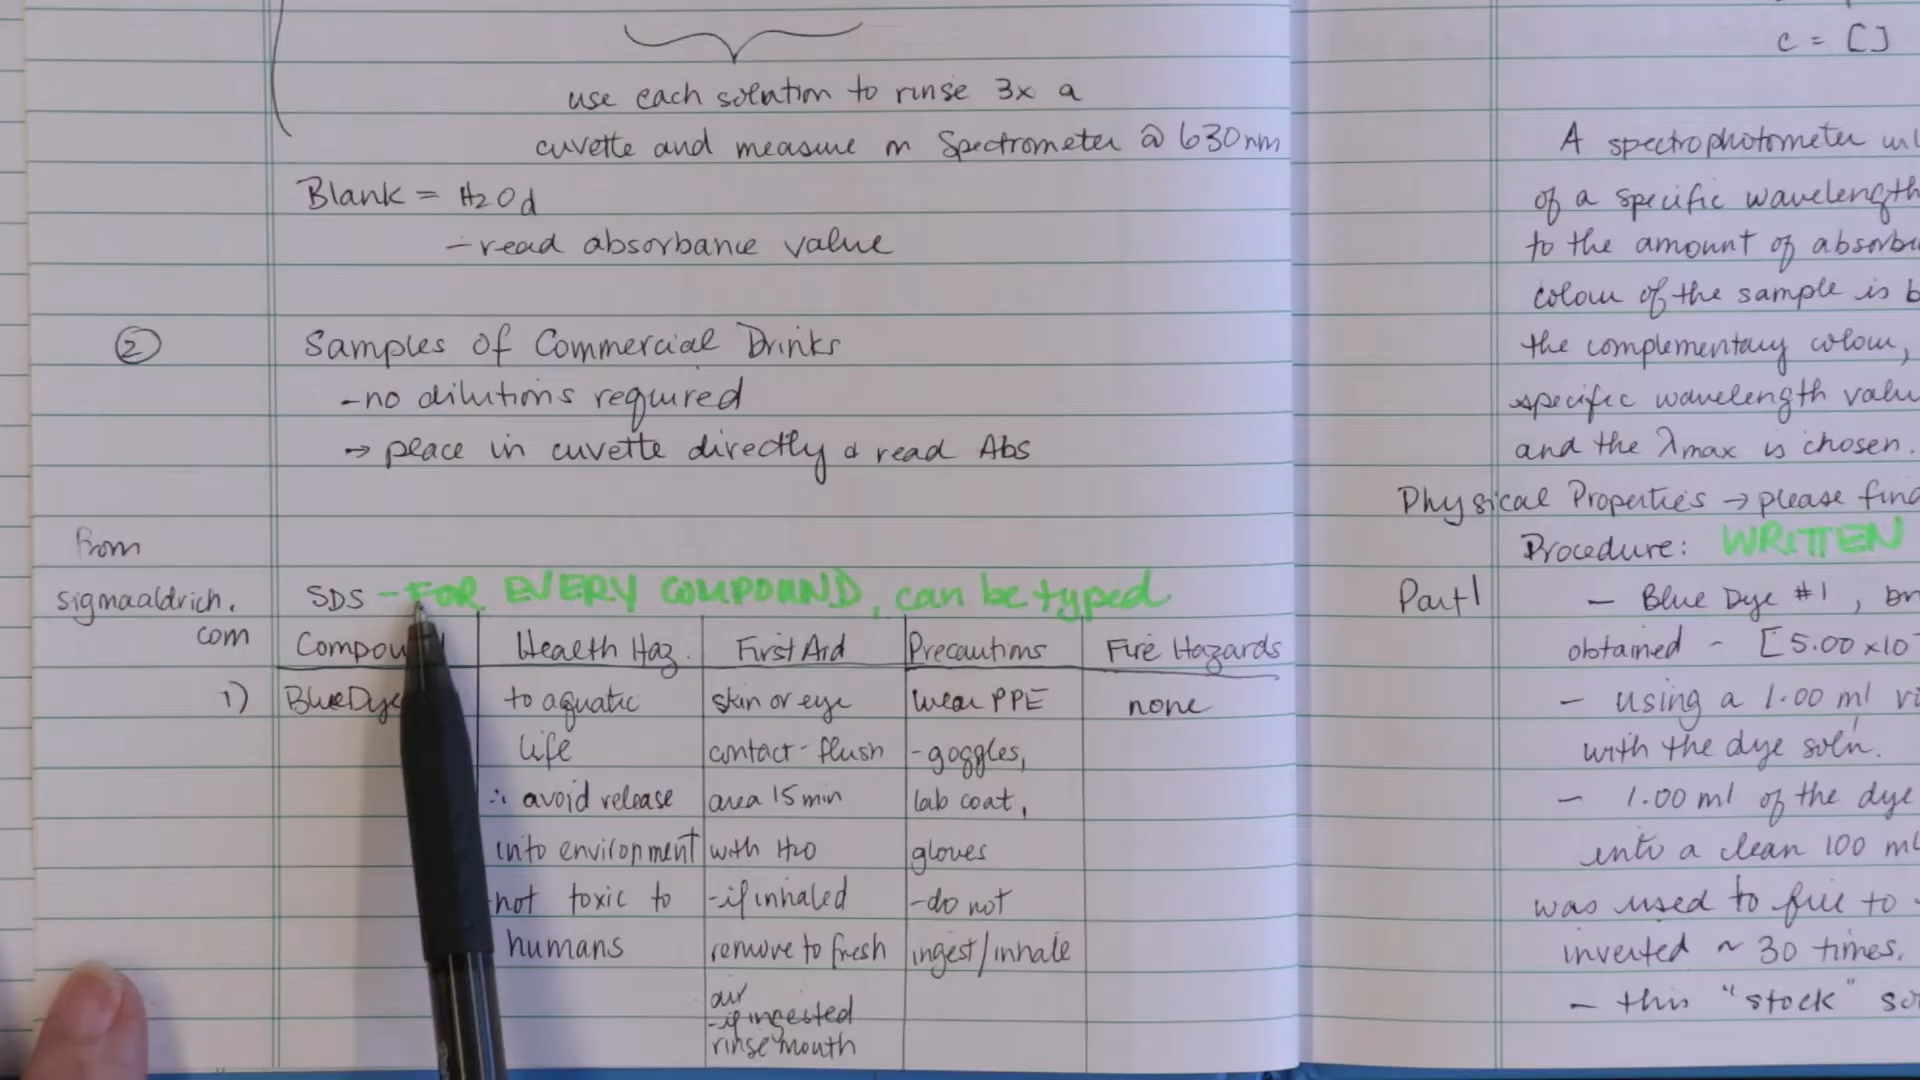 use each solution to rinse 3x a
cuvette and measure on Spectrometer @ 630nm
Blank = H2Od
- read absorbance value
② Samples of Commercial Drinks
- no dilutions required
→ place in cuvette directly & read Abs
from
sigmaaldrich.
com
SDS - FOR EVERY COMPOUND, can be typed
Compou Health Haz. First Aid Precautions Fire Hazards
1) Blue Dye to aquatic skin or eye wear PPE none
life contact - flush - goggles,
∴ avoid release area 15 min lab coat,
into environment with H2O gloves
not toxic to - if inhaled - do not
humans remove to fresh ingest/inhale
air
- if ingested
rinse mouth
c = []
A spectrophotometer
of a specific wavelength
to the amount of
colour of the sample is
the complementary colour,
specific wavelength
and the λmax is chosen.
Physical Properties → please
Procedure: WRITTEN
Part 1 - Blue Dye #1,
obtained - [5.00 x 10
- using a 1.00 ml
with the dye soln.
- 1.00 ml of the dye
into a clean 100
was used to fill to
inverted ~ 30 times.
- this "stock"